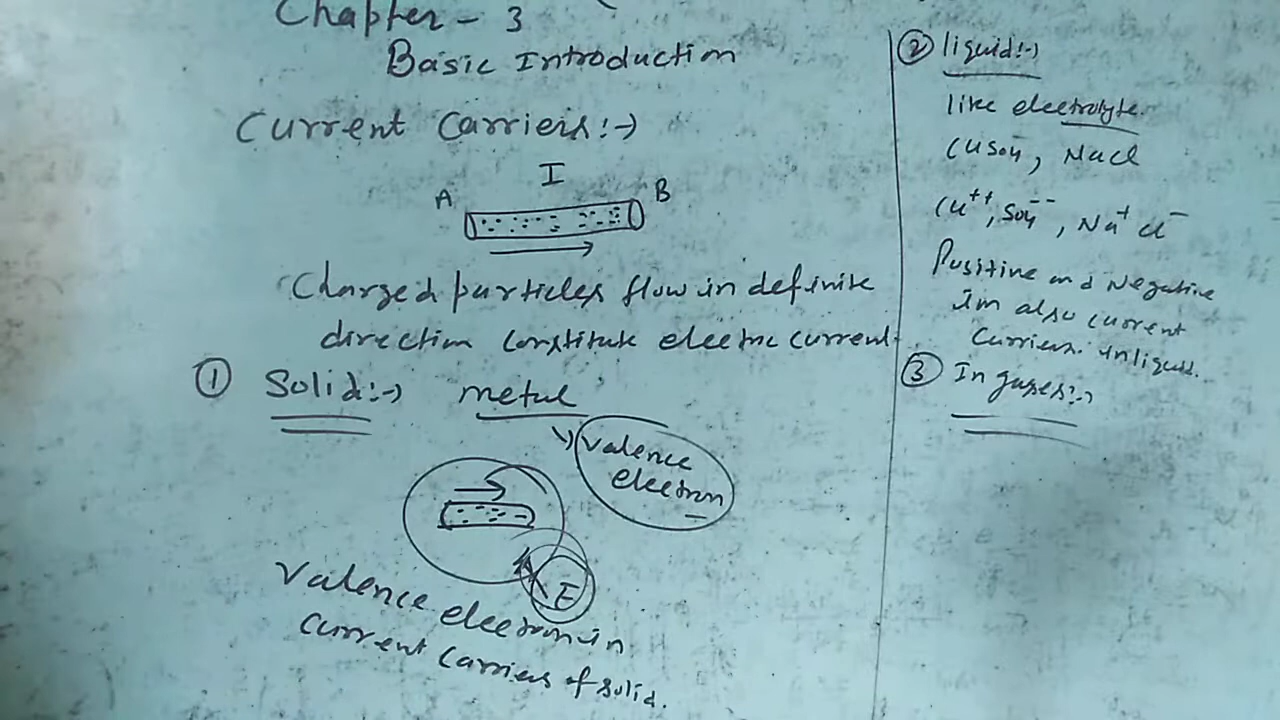 Chapter - 3
Basic Introduction
Current Carriers:->
I
A B
Charged particles flow in definite
direction constitute electric current.
① Solid:-> metal
valence
electron
E
Valence electron in
current carriers of solid.
② liquid:->
like electrolyte
CuSO4, NaCl
Cu++, SO4--, Na+ Cl-
Positive and Negative
Ion also current
Carriers in liquid.
③ In gases:->